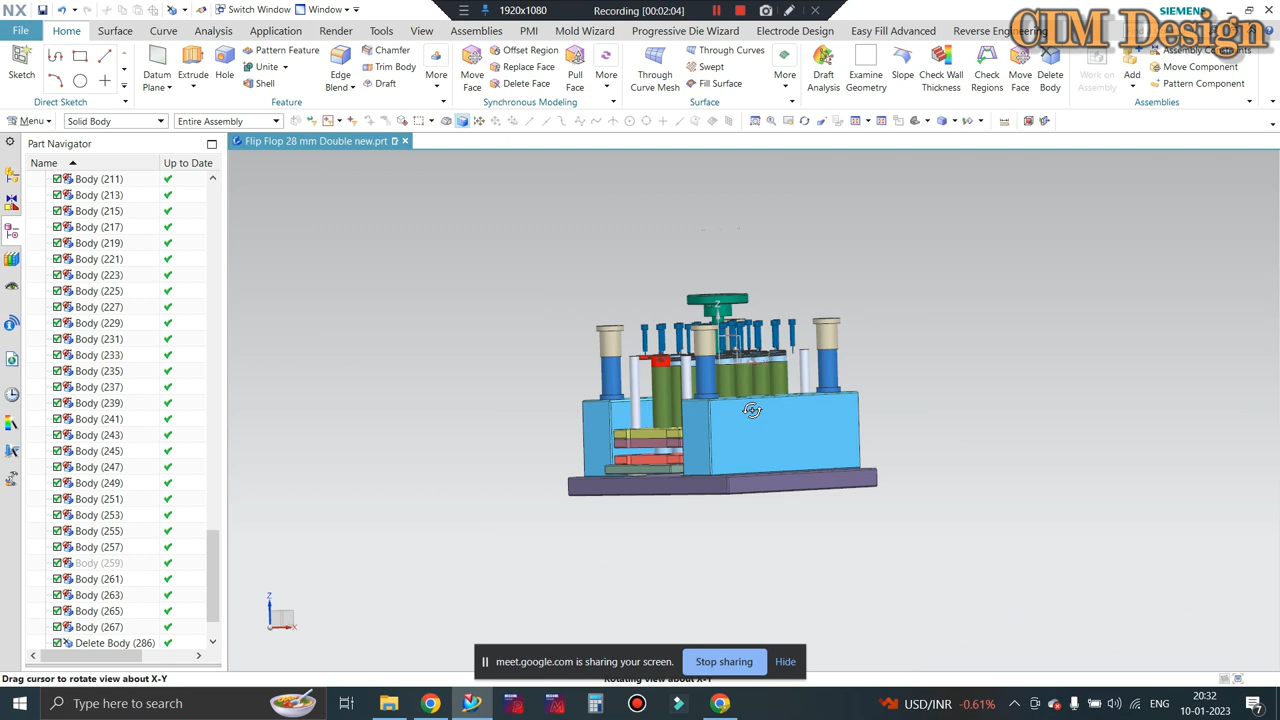 NX
Switch Window
Window
1920x1080
Recording [00:02:04]
SIEMENS
CIM Design
File
Home
Surface
Curve
Analysis
Application
Render
Tools
View
Assemblies
PMI
Mold Wizard
Progressive Die Wizard
Electrode Design
Easy Fill Advanced
Reverse Engineering
Sketch
Direct Sketch
Datum Plane
Extrude
Hole
Pattern Feature
Unite
Shell
Edge Blend
Chamfer
Trim Body
Draft
More
Feature
Move Face
Offset Region
Replace Face
Delete Face
Pull Face
More
Synchronous Modeling
Through Curve Mesh
Through Curves
Swept
Fill Surface
More
Surface
Draft Analysis
Examine Geometry
Slope
Check Wall Thickness
Check Regions
Move Face
Delete Body
Work on Assembly
Add
Assembly Constraints
Move Component
Pattern Component
Assemblies
Menu
Solid Body
Entire Assembly
Part Navigator
Flip Flop 28 mm Double new.prt
Name
Up to Date
Body (211)
Body (213)
Body (215)
Body (217)
Body (219)
Body (221)
Body (223)
Body (225)
Body (227)
Body (229)
Body (231)
Body (233)
Body (235)
Body (237)
Body (239)
Body (241)
Body (243)
Body (245)
Body (247)
Body (249)
Body (251)
Body (253)
Body (255)
Body (257)
Body (259)
Body (261)
Body (263)
Body (265)
Body (267)
Delete Body (286)
Z
Z
X
meet.google.com is sharing your screen.
Stop sharing
Hide
Drag cursor to rotate view about X-Y
Rotating view about X-Y
Type here to search
USD/INR -0.61%
ENG
20:32
10-01-2023
7